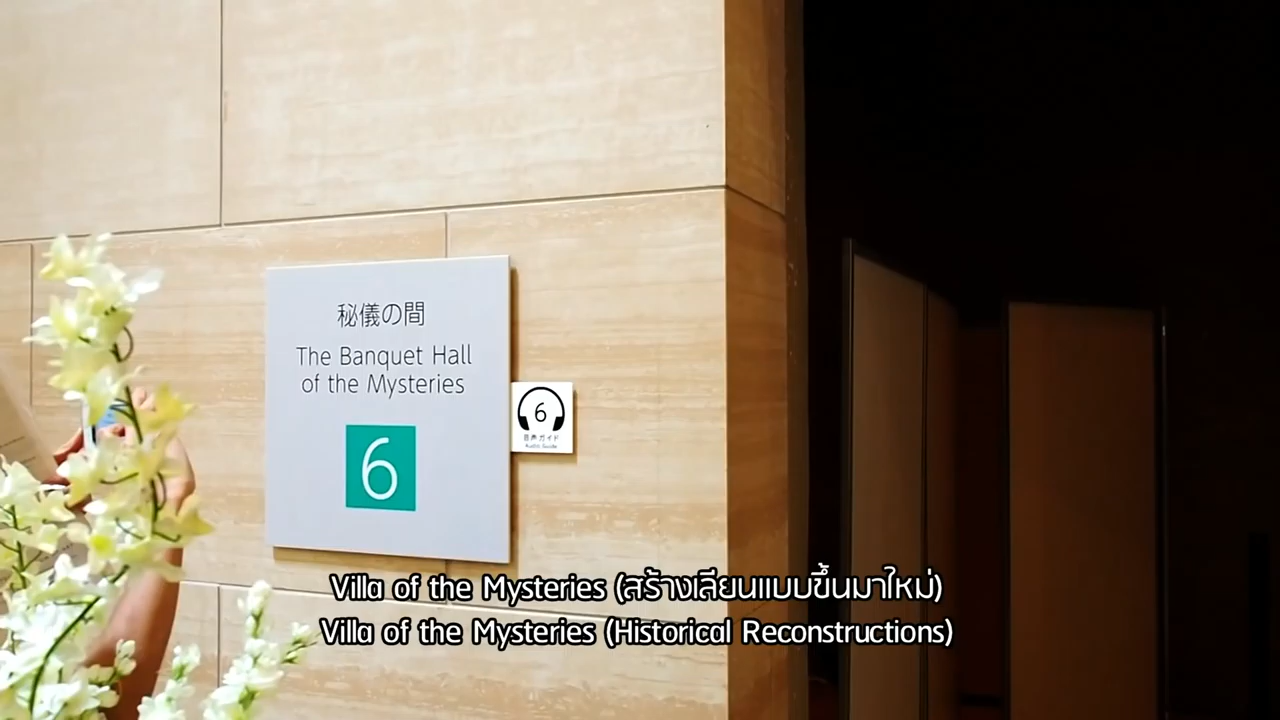 秘儀の間
The Banquet Hall
of the Mysteries
6
6
音声ガイド
Audio Guide
Villa of the Mysteries (สร้างเลียนแบบขึ้นมาใหม่)
Villa of the Mysteries (Historical Reconstructions)